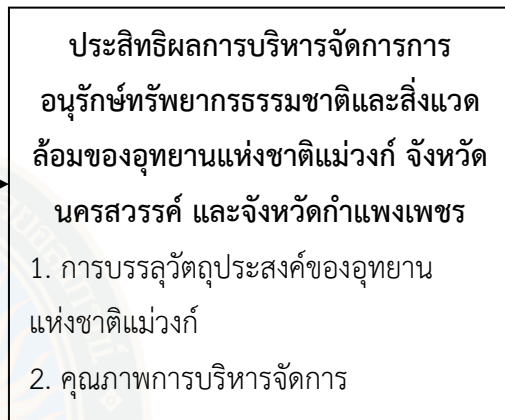 ประสิทธิผลการบริหารจัดการการ
อนุรักษ์ทรัพยากรธรรมชาติและสิ่งแวด
ล้อมของอุทยานแห่งชาติแม่วงก์ จังหวัด
นครสวรรค์ และจังหวัดกำแพงเพชร
1. การบรรลุวัตถุประสงค์ของอุทยาน
แห่งชาติแม่วงก์
2. คุณภาพการบริหารจัดการ